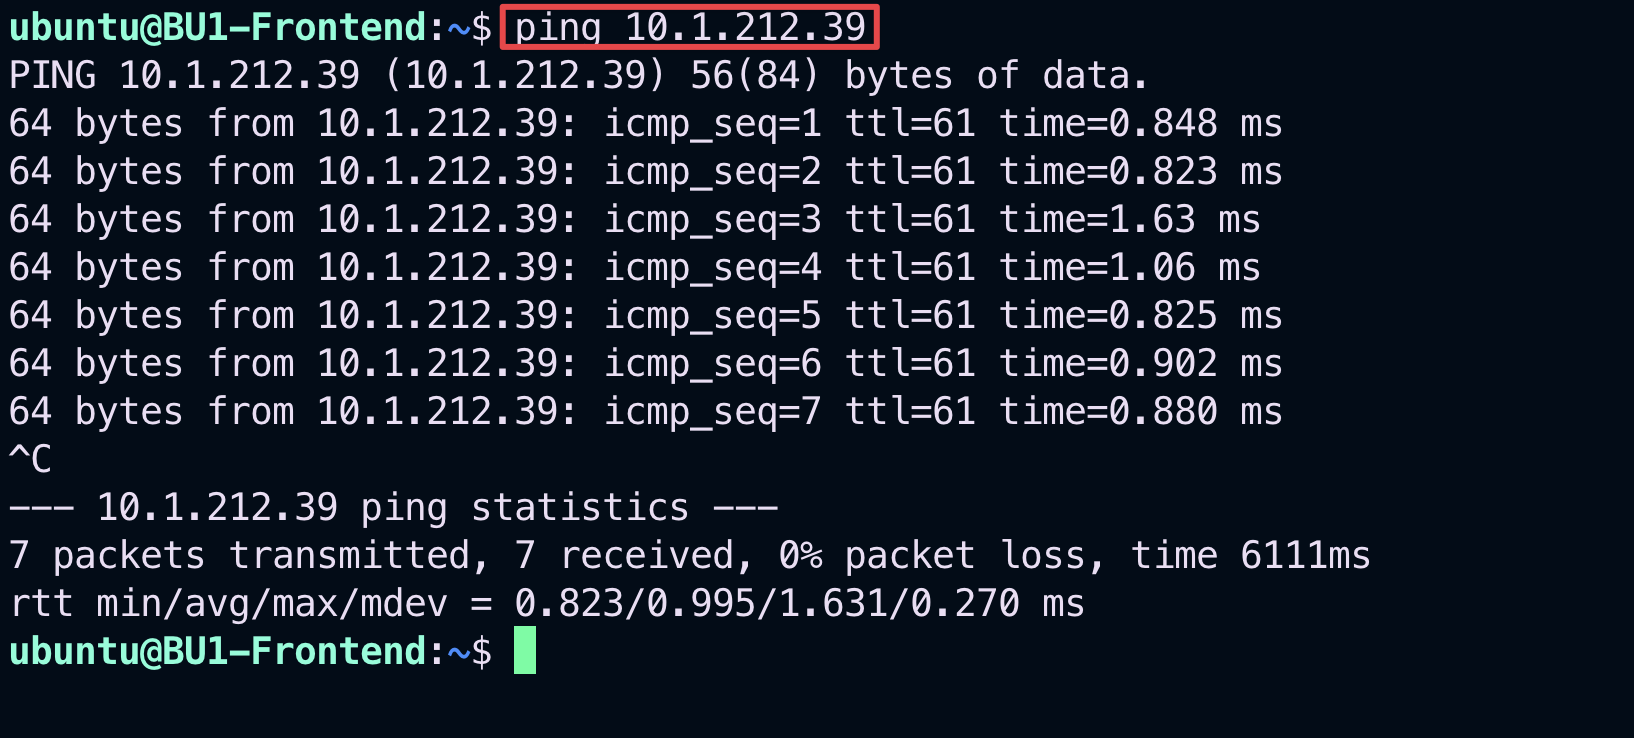 ubuntu@BU1-Frontend:~$ ping 10.1.212.39
PING 10.1.212.39 (10.1.212.39) 56(84) bytes of data.
64 bytes from 10.1.212.39: icmp_seq=1 ttl=61 time=0.848 ms
64 bytes from 10.1.212.39: icmp_seq=2 ttl=61 time=0.823 ms
64 bytes from 10.1.212.39: icmp_seq=3 ttl=61 time=1.63 ms
64 bytes from 10.1.212.39: icmp_seq=4 ttl=61 time=1.06 ms
64 bytes from 10.1.212.39: icmp_seq=5 ttl=61 time=0.825 ms
64 bytes from 10.1.212.39: icmp_seq=6 ttl=61 time=0.902 ms
64 bytes from 10.1.212.39: icmp_seq=7 ttl=61 time=0.880 ms
^C
--- 10.1.212.39 ping statistics ---
7 packets transmitted, 7 received, 0% packet loss, time 6111ms
rtt min/avg/max/mdev = 0.823/0.995/1.631/0.270 ms
ubuntu@BU1-Frontend:~$